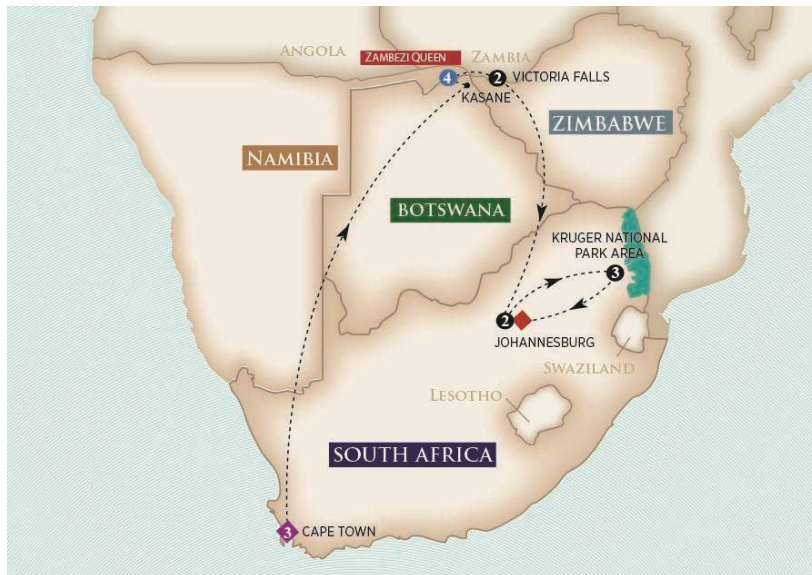 ANGOLA
ZAMBEZI QUEEN
ZAMBIA
4
2
VICTORIA FALLS
KASANE
ZIMBABWE
NAMIBIA
BOTSWANA
KRUGER NATIONAL
PARK AREA
3
2
JOHANNESBURG
SWAZILAND
LESOTHO
SOUTH AFRICA
3
CAPE TOWN